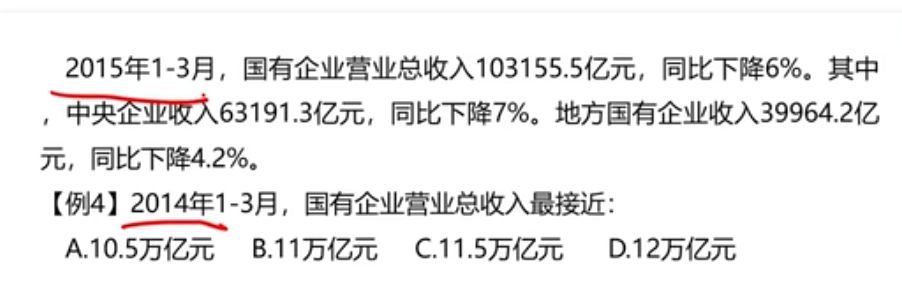 2015年1-3月，国有企业营业总收入103155.5亿元，同比下降6%。其中
，中央企业收入63191.3亿元，同比下降7%。地方国有企业收入39964.2亿
元，同比下降4.2%。
【例4】2014年1-3月，国有企业营业总收入最接近：
A.10.5万亿元 B.11万亿元 C.11.5万亿元 D.12万亿元